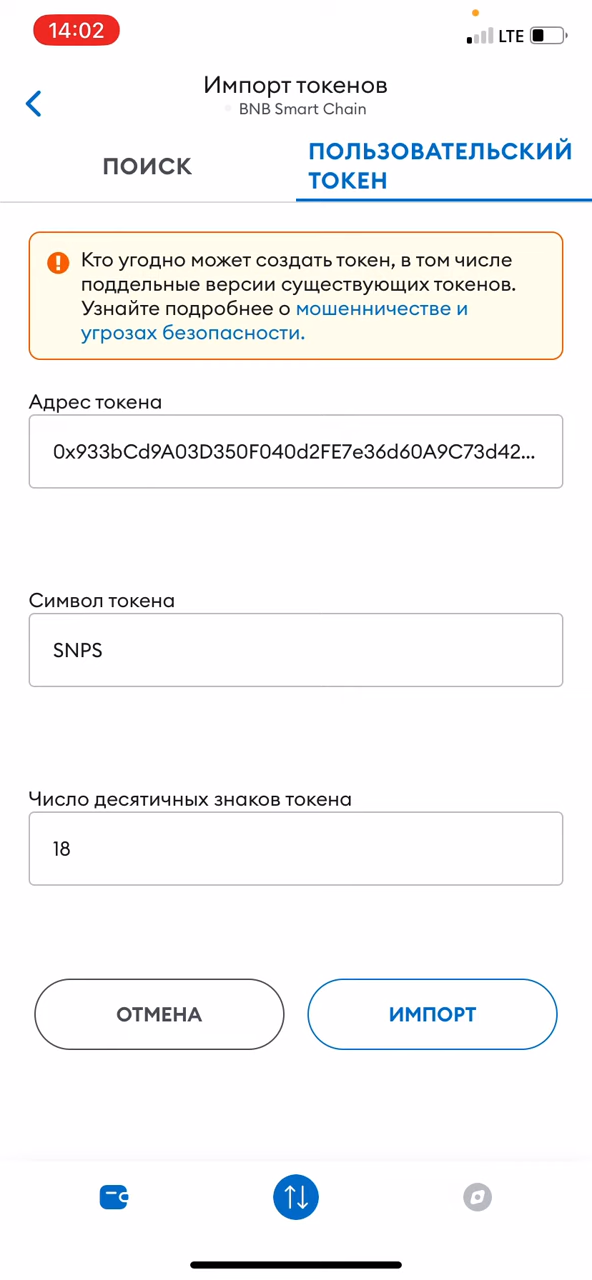 14:02
LTE
Импорт токенов
BNB Smart Chain
ПОИСК
ПОЛЬЗОВАТЕЛЬСКИЙ
ТОКЕН
Кто угодно может создать токен, в том числе
поддельные версии существующих токенов.
Узнайте подробнее о мошенничестве и
угрозах безопасности.
Адрес токена
0x933bCd9A03D350F040d2FE7e36d60A9C73d42...
Символ токена
SNPS
Число десятичных знаков токена
18
ОТМЕНА
ИМПОРТ